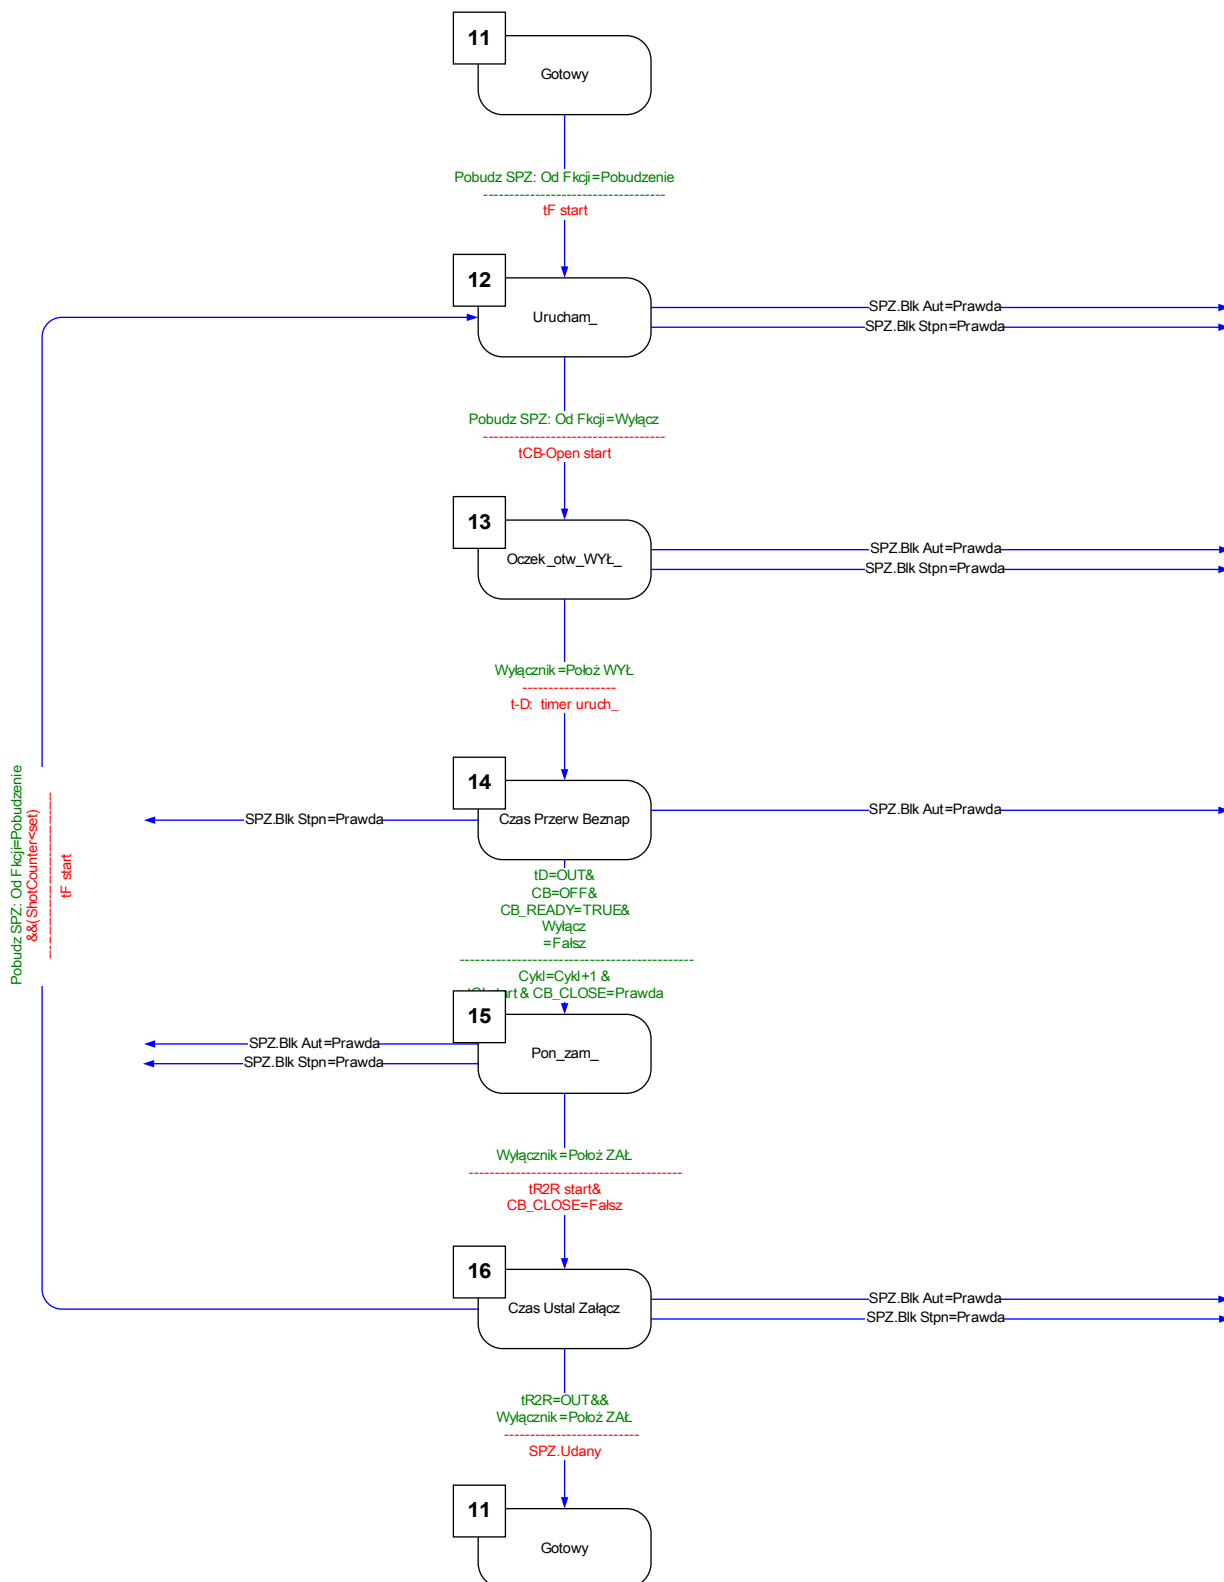 11
Gotowy
Pobudz SPZ: Od Fkcji=Pobudzenie
-----------------------------------
tF start
12
Urucham_
SPZ.Blk Aut=Prawda
SPZ.Blk Stpn=Prawda
Pobudz SPZ: Od Fkcji=Wyłącz
-----------------------------------
tCB-Open start
13
Oczek_otw_WYŁ_
SPZ.Blk Aut=Prawda
SPZ.Blk Stpn=Prawda
Wyłącznik=Położ WYŁ
------------------
t-D: timer uruch_
Pobudz SPZ: Od Fkcji=Pobudzenie
&&(ShotCounter<set)
--------------------------------
tF start
14
Czas Przerw Beznap
SPZ.Blk Stpn=Prawda
SPZ.Blk Aut=Prawda
tD=OUT&
CB=OFF&
CB_READY=TRUE&
Wyłącz
=Fałsz
---------------------------------------------
Cykl=Cykl+1 &
start & CB_CLOSE=Prawda
15
Pon_zam_
SPZ.Blk Aut=Prawda
SPZ.Blk Stpn=Prawda
Wyłącznik=Położ ZAŁ
-----------------------------------------
tR2R start&
CB_CLOSE=Fałsz
16
Czas Ustal Załącz
SPZ.Blk Aut=Prawda
SPZ.Blk Stpn=Prawda
tR2R=OUT&&
Wyłącznik=Położ ZAŁ
--------------------------
SPZ.Udany
11
Gotowy